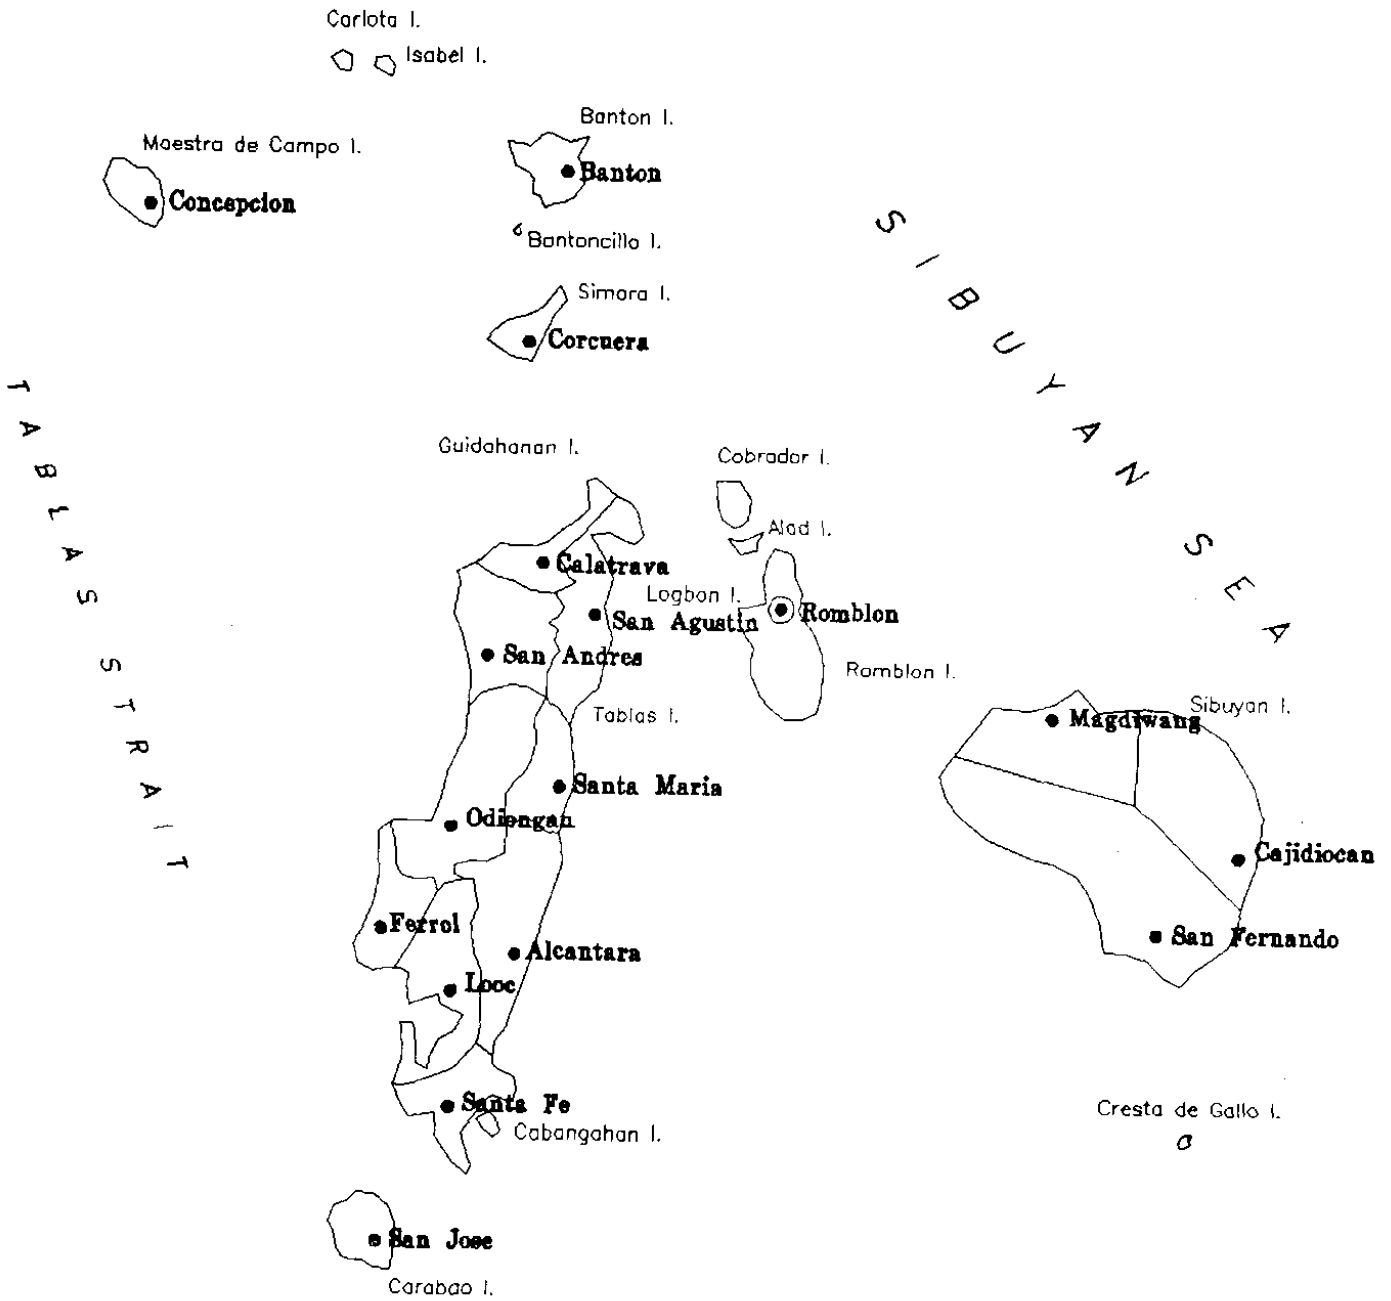 Carlota I.
Isabel I.
Banton I.
Maestra de Campo I.
Banton
Concepcion
Bantoncillo I.
Simara I.
Corcuera
SIBUYAN SEA
TABLAS STRAIT
Guidahanan I.
Cobrador I.
Alad I.
Calatrava
Logbon I.
San Agustin
Romblon
San Andres
Romblon I.
Tablas I.
Sibuyan I.
Magdiwang
Santa Maria
Odiongan
Cajidiocan
Ferrol
San Fernando
Alcantara
Looc
Santa Fe
Cresta de Gallo I.
Cabangahan I.
San Jose
Carabao I.